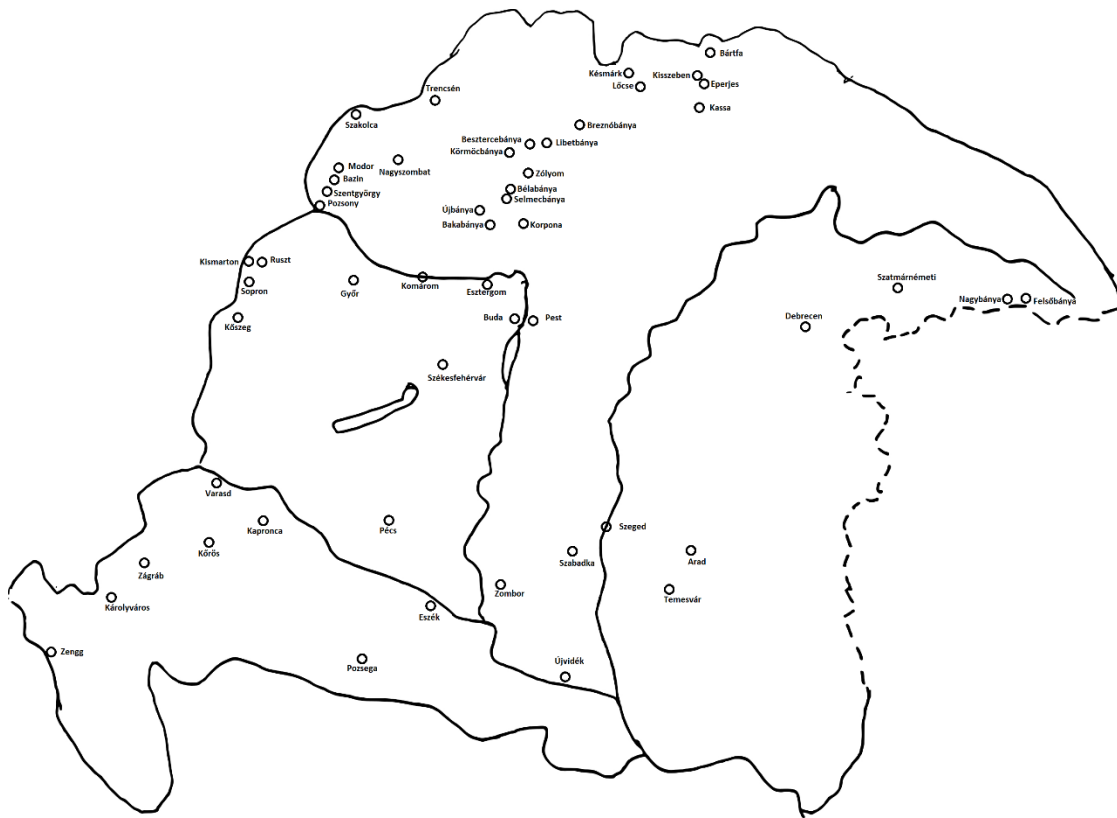 Bártfa
Késmárk
Kisszeben
Lőcse
Eperjes
Trencsén
Kassa
Szakolca
Breznóbánya
Besztercebánya
Libetbánya
Körmöcbánya
Nagyszombat
Modor
Zólyom
Bazin
Bélabánya
Szentgyörgy
Selmecbánya
Pozsony
Újbánya
Bakabánya
Korpona
Kismarton
Ruszt
Sopron
Győr
Komárom
Esztergom
Szatmárnémeti
Nagybánya
Felsőbánya
Kőszeg
Buda
Pest
Debrecen
Székesfehérvár
Varasd
Kapronca
Pécs
Szeged
Kőrös
Szabadka
Arad
Zágráb
Temesvár
Zombor
Károlyváros
Eszék
Zengg
Pozsega
Újvidék